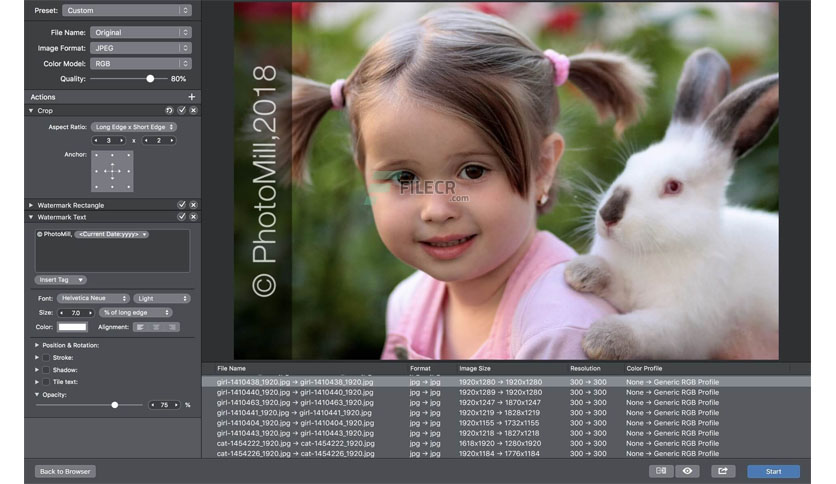 Preset: Custom
File Name: Original
Image Format: JPEG
Color Model: RGB
Quality: 80%
Actions +
Crop
Aspect Ratio: Long Edge x Short Edge
3 x 2
Anchor:
Watermark Rectangle
Watermark Text
© PhotoMill, <Current Date:yyyy>
Insert Tag
Font: Helvetica Neue Light
Size: 7.0 % of long edge
Color: Alignment:
Position & Rotation:
Stroke:
Shadow:
Tile text:
Opacity:
75 %
Back to Browser
© PhotoMill,2018
FILECR
.com
File Name Format Image Size Resolution Color Profile
girl-1410438_1920.jpg → girl-1410438_1920.jpg jpg → jpg 1920x1280 → 1920x1280 300 → 300 None → Generic RGB Profile
girl-1410440_1920.jpg → girl-1410440_1920.jpg jpg → jpg 1920x1289 → 1920x1280 300 → 300 None → Generic RGB Profile
girl-1410463_1920.jpg → girl-1410463_1920.jpg jpg → jpg 1920x1247 → 1870x1247 300 → 300 None → Generic RGB Profile
girl-1410441_1920.jpg → girl-1410441_1920.jpg jpg → jpg 1920x1219 → 1828x1219 300 → 300 None → Generic RGB Profile
girl-1410404_1920.jpg → girl-1410404_1920.jpg jpg → jpg 1920x1155 → 1732x1155 300 → 300 None → Generic RGB Profile
girl-1410443_1920.jpg → girl-1410443_1920.jpg jpg → jpg 1920x1218 → 1827x1218 300 → 300 None → Generic RGB Profile
cat-1454222_1920.jpg → cat-1454222_1920.jpg jpg → jpg 1618x1920 → 1280x1920 300 → 300 None → Generic RGB Profile
cat-1454226_1920.jpg → cat-1454226_1920.jpg jpg → jpg 1920x1184 → 1776x1184 300 → 300 None → Generic RGB Profile
Start